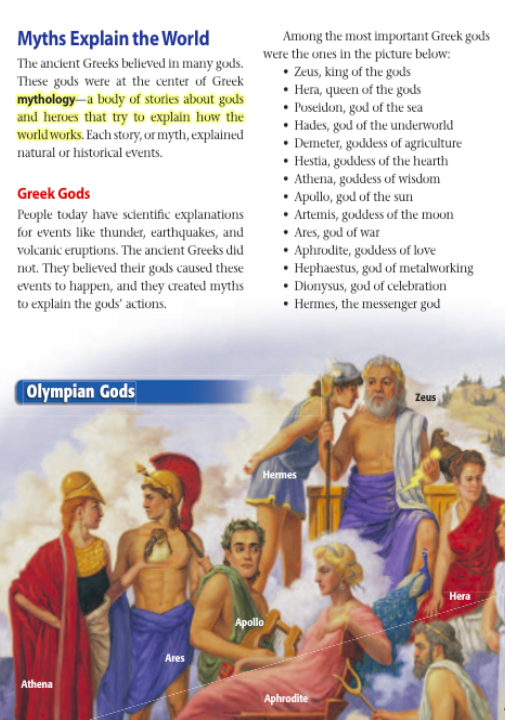 Myths Explain the World
The ancient Greeks believed in many gods.
These gods were at the center of Greek
mythology—a body of stories about gods
and heroes that try to explain how the
world works. Each story, or myth, explained
natural or historical events.
Greek Gods
People today have scientific explanations
for events like thunder, earthquakes, and
volcanic eruptions. The ancient Greeks did
not. They believed their gods caused these
events to happen, and they created myths
to explain the gods' actions.
Among the most important Greek gods
were the ones in the picture below:
• Zeus, king of the gods
• Hera, queen of the gods
• Poseidon, god of the sea
• Hades, god of the underworld
• Demeter, goddess of agriculture
• Hestia, goddess of the hearth
• Athena, goddess of wisdom
• Apollo, god of the sun
• Artemis, goddess of the moon
• Ares, god of war
• Aphrodite, goddess of love
• Hephaestus, god of metalworking
• Dionysus, god of celebration
• Hermes, the messenger god
Olympian Gods
Zeus
Hermes
Hera
Apollo
Ares
Athena
Aphrodite